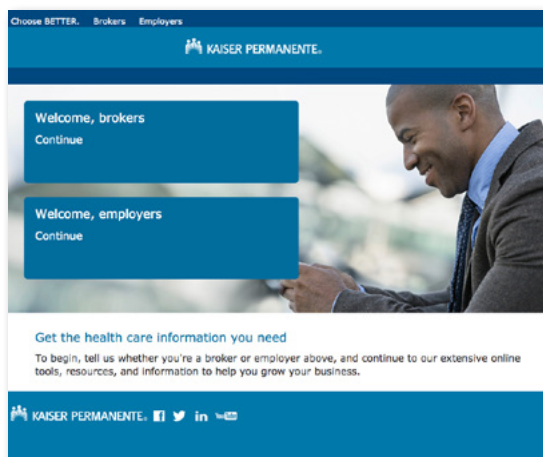 Choose BETTER. Brokers Employers
KAISER PERMANENTE®
Welcome, brokers
Continue
Welcome, employers
Continue
Get the health care information you need
To begin, tell us whether you're a broker or employer above, and continue to our extensive online
tools, resources, and information to help you grow your business.
KAISER PERMANENTE® f in YouTube